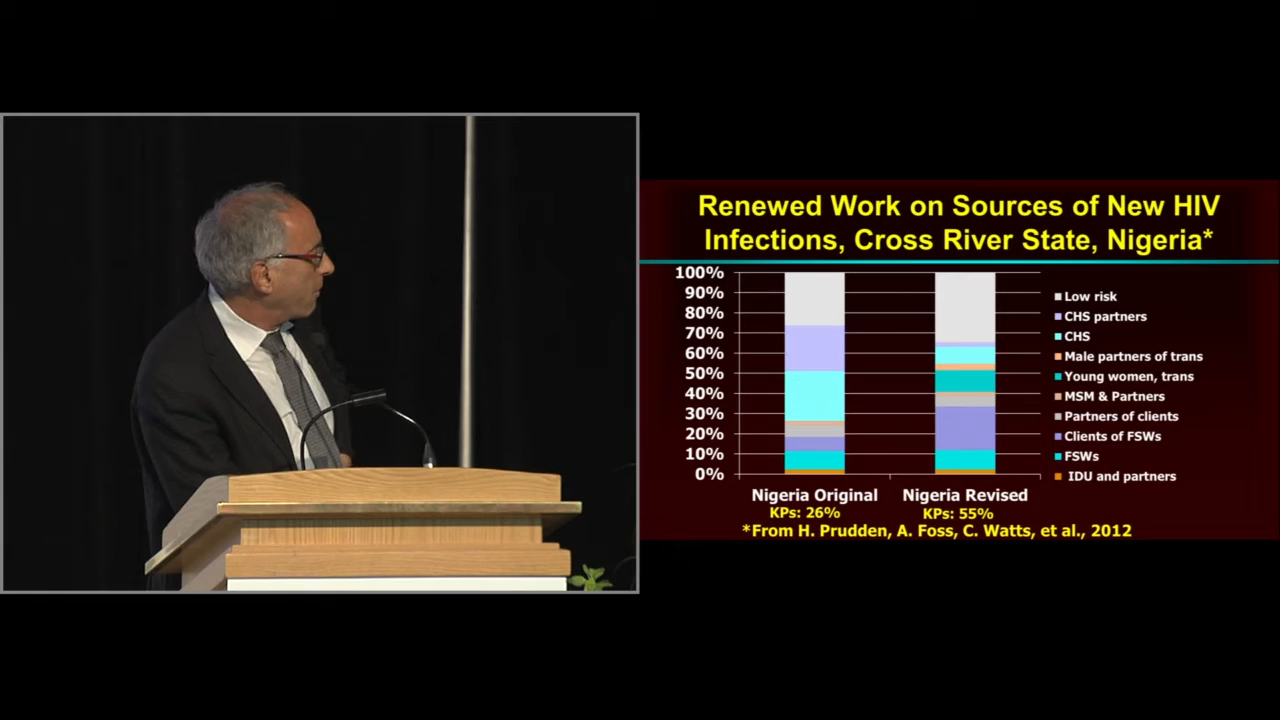 Renewed Work on Sources of New HIV
Infections, Cross River State, Nigeria*
100%
90%
80%
70%
60%
50%
40%
30%
20%
10%
0%
Low risk
CHS partners
CHS
Male partners of trans
Young women, trans
MSM & Partners
Partners of clients
Clients of FSWs
FSWs
IDU and partners
Nigeria Original
KPs: 26%
Nigeria Revised
KPs: 55%
*From H. Prudden, A. Foss, C. Watts, et al., 2012